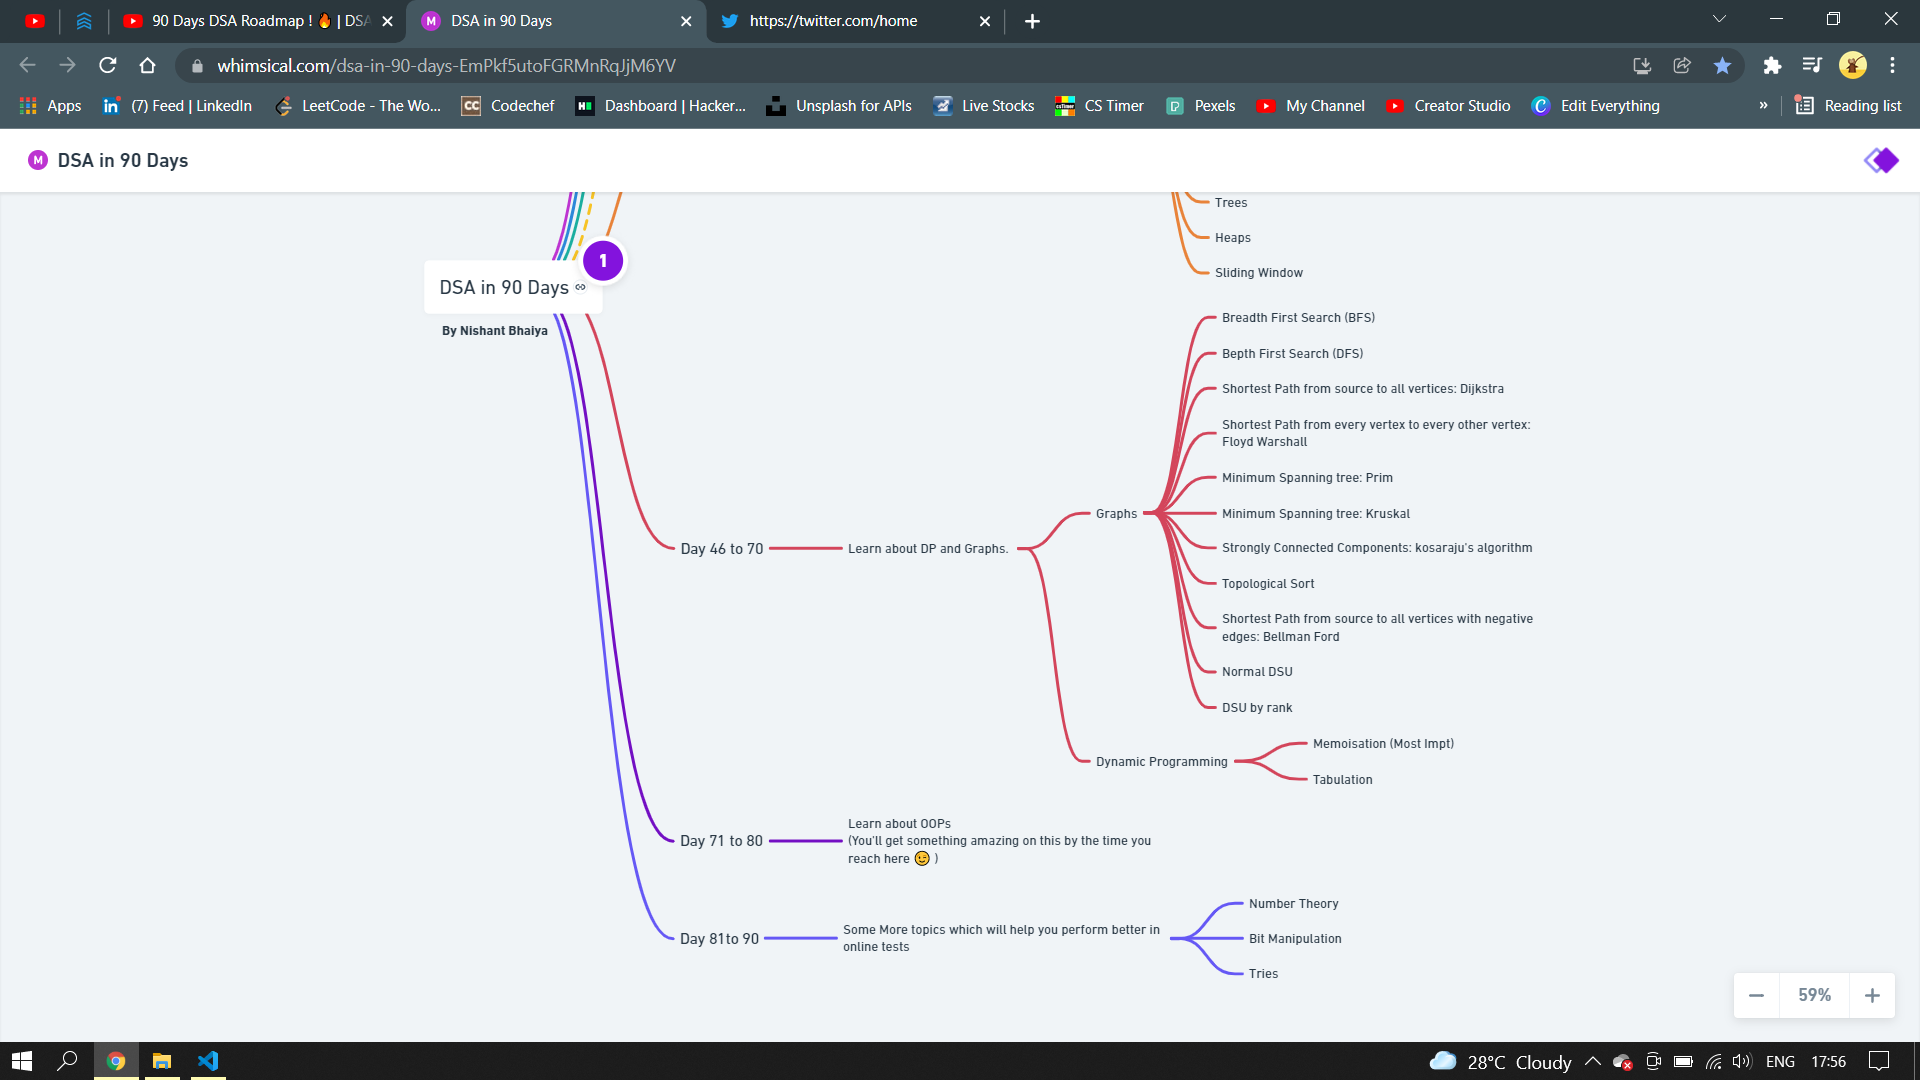 90 Days DSA Roadmap ! 🔥 | DSA
DSA in 90 Days
https://twitter.com/home
whimsical.com/dsa-in-90-days-EmPkf5utoFGRMnRqJjM6YV
Apps
(7) Feed | LinkedIn
LeetCode - The Wo...
Codechef
Dashboard | Hacker...
Unsplash for APIs
Live Stocks
CS Timer
Pexels
My Channel
Creator Studio
Edit Everything
»
Reading list
M
DSA in 90 Days
Trees
Heaps
Sliding Window
1
DSA in 90 Days
By Nishant Bhaiya
Breadth First Search (BFS)
Bepth First Search (DFS)
Shortest Path from source to all vertices: Dijkstra
Shortest Path from every vertex to every other vertex:
Floyd Warshall
Minimum Spanning tree: Prim
Graphs
Minimum Spanning tree: Kruskal
Day 46 to 70
Learn about DP and Graphs.
Strongly Connected Components: kosaraju's algorithm
Topological Sort
Shortest Path from source to all vertices with negative
edges: Bellman Ford
Normal DSU
DSU by rank
Dynamic Programming
Memoisation (Most Impt)
Tabulation
Day 71 to 80
Learn about OOPs
(You'll get something amazing on this by the time you
reach here 😉 )
Day 81to 90
Some More topics which will help you perform better in
online tests
Number Theory
Bit Manipulation
Tries
59%
28°C Cloudy
ENG
17:56